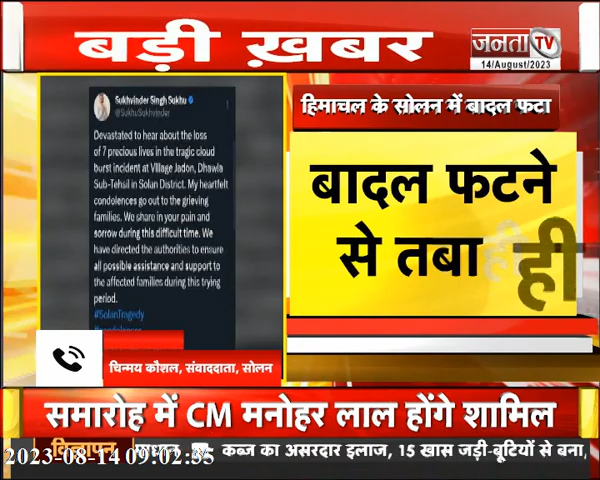 बड़ी ख़बर
जनता TV
14/August/2023
Sukhvinder Singh Sukhu
@SukhuSukhvinder
Devastated to hear about the loss
of 7 precious lives in the tragic cloud
burst incident at Village Jadon, Dhawla
Sub-Tehsil in Solan District. My heartfelt
condolences go out to the grieving
families. We share in your pain and
sorrow during this difficult time. We
have directed the authorities to ensure
all possible assistance and support to
the affected families during this trying
period.
#SolanTragedy
हिमाचल के सोलन में बादल फटा
बादल फटने
से तबाही
चिन्मय कौशल, संवाददाता, सोलन
समारोह में CM मनोहर लाल होंगे शामिल
विज्ञापन
कब्ज का असरदार इलाज, 15 खास जड़ी-बूटियों से बना,
2023-08-14 09:02:35